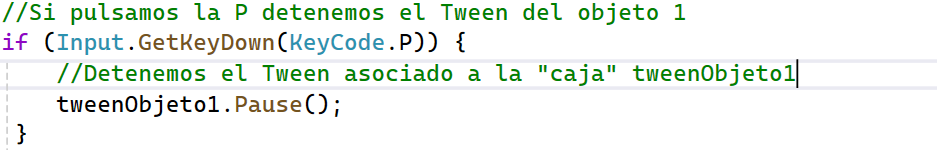 //Si pulsamos la P detenemos el Tween del objeto 1
if (Input.GetKeyDown(KeyCode.P)) {
//Detenemos el Tween asociado a la "caja" tweenObjeto1
tweenObjeto1.Pause();
}